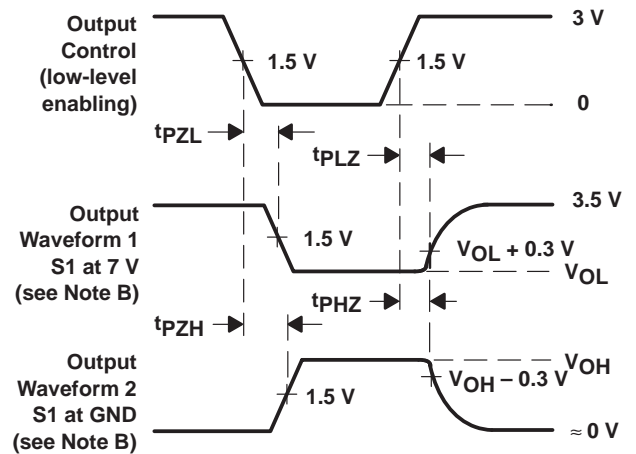 Output
Control
(low-level
enabling)
3 V
1.5 V
1.5 V
0
tPZL
tPLZ
Output
Waveform 1
S1 at 7 V
(see Note B)
3.5 V
1.5 V
VOL + 0.3 V
VOL
tPHZ
tPZH
Output
Waveform 2
S1 at GND
(see Note B)
VOH
VOH – 0.3 V
1.5 V
≈ 0 V